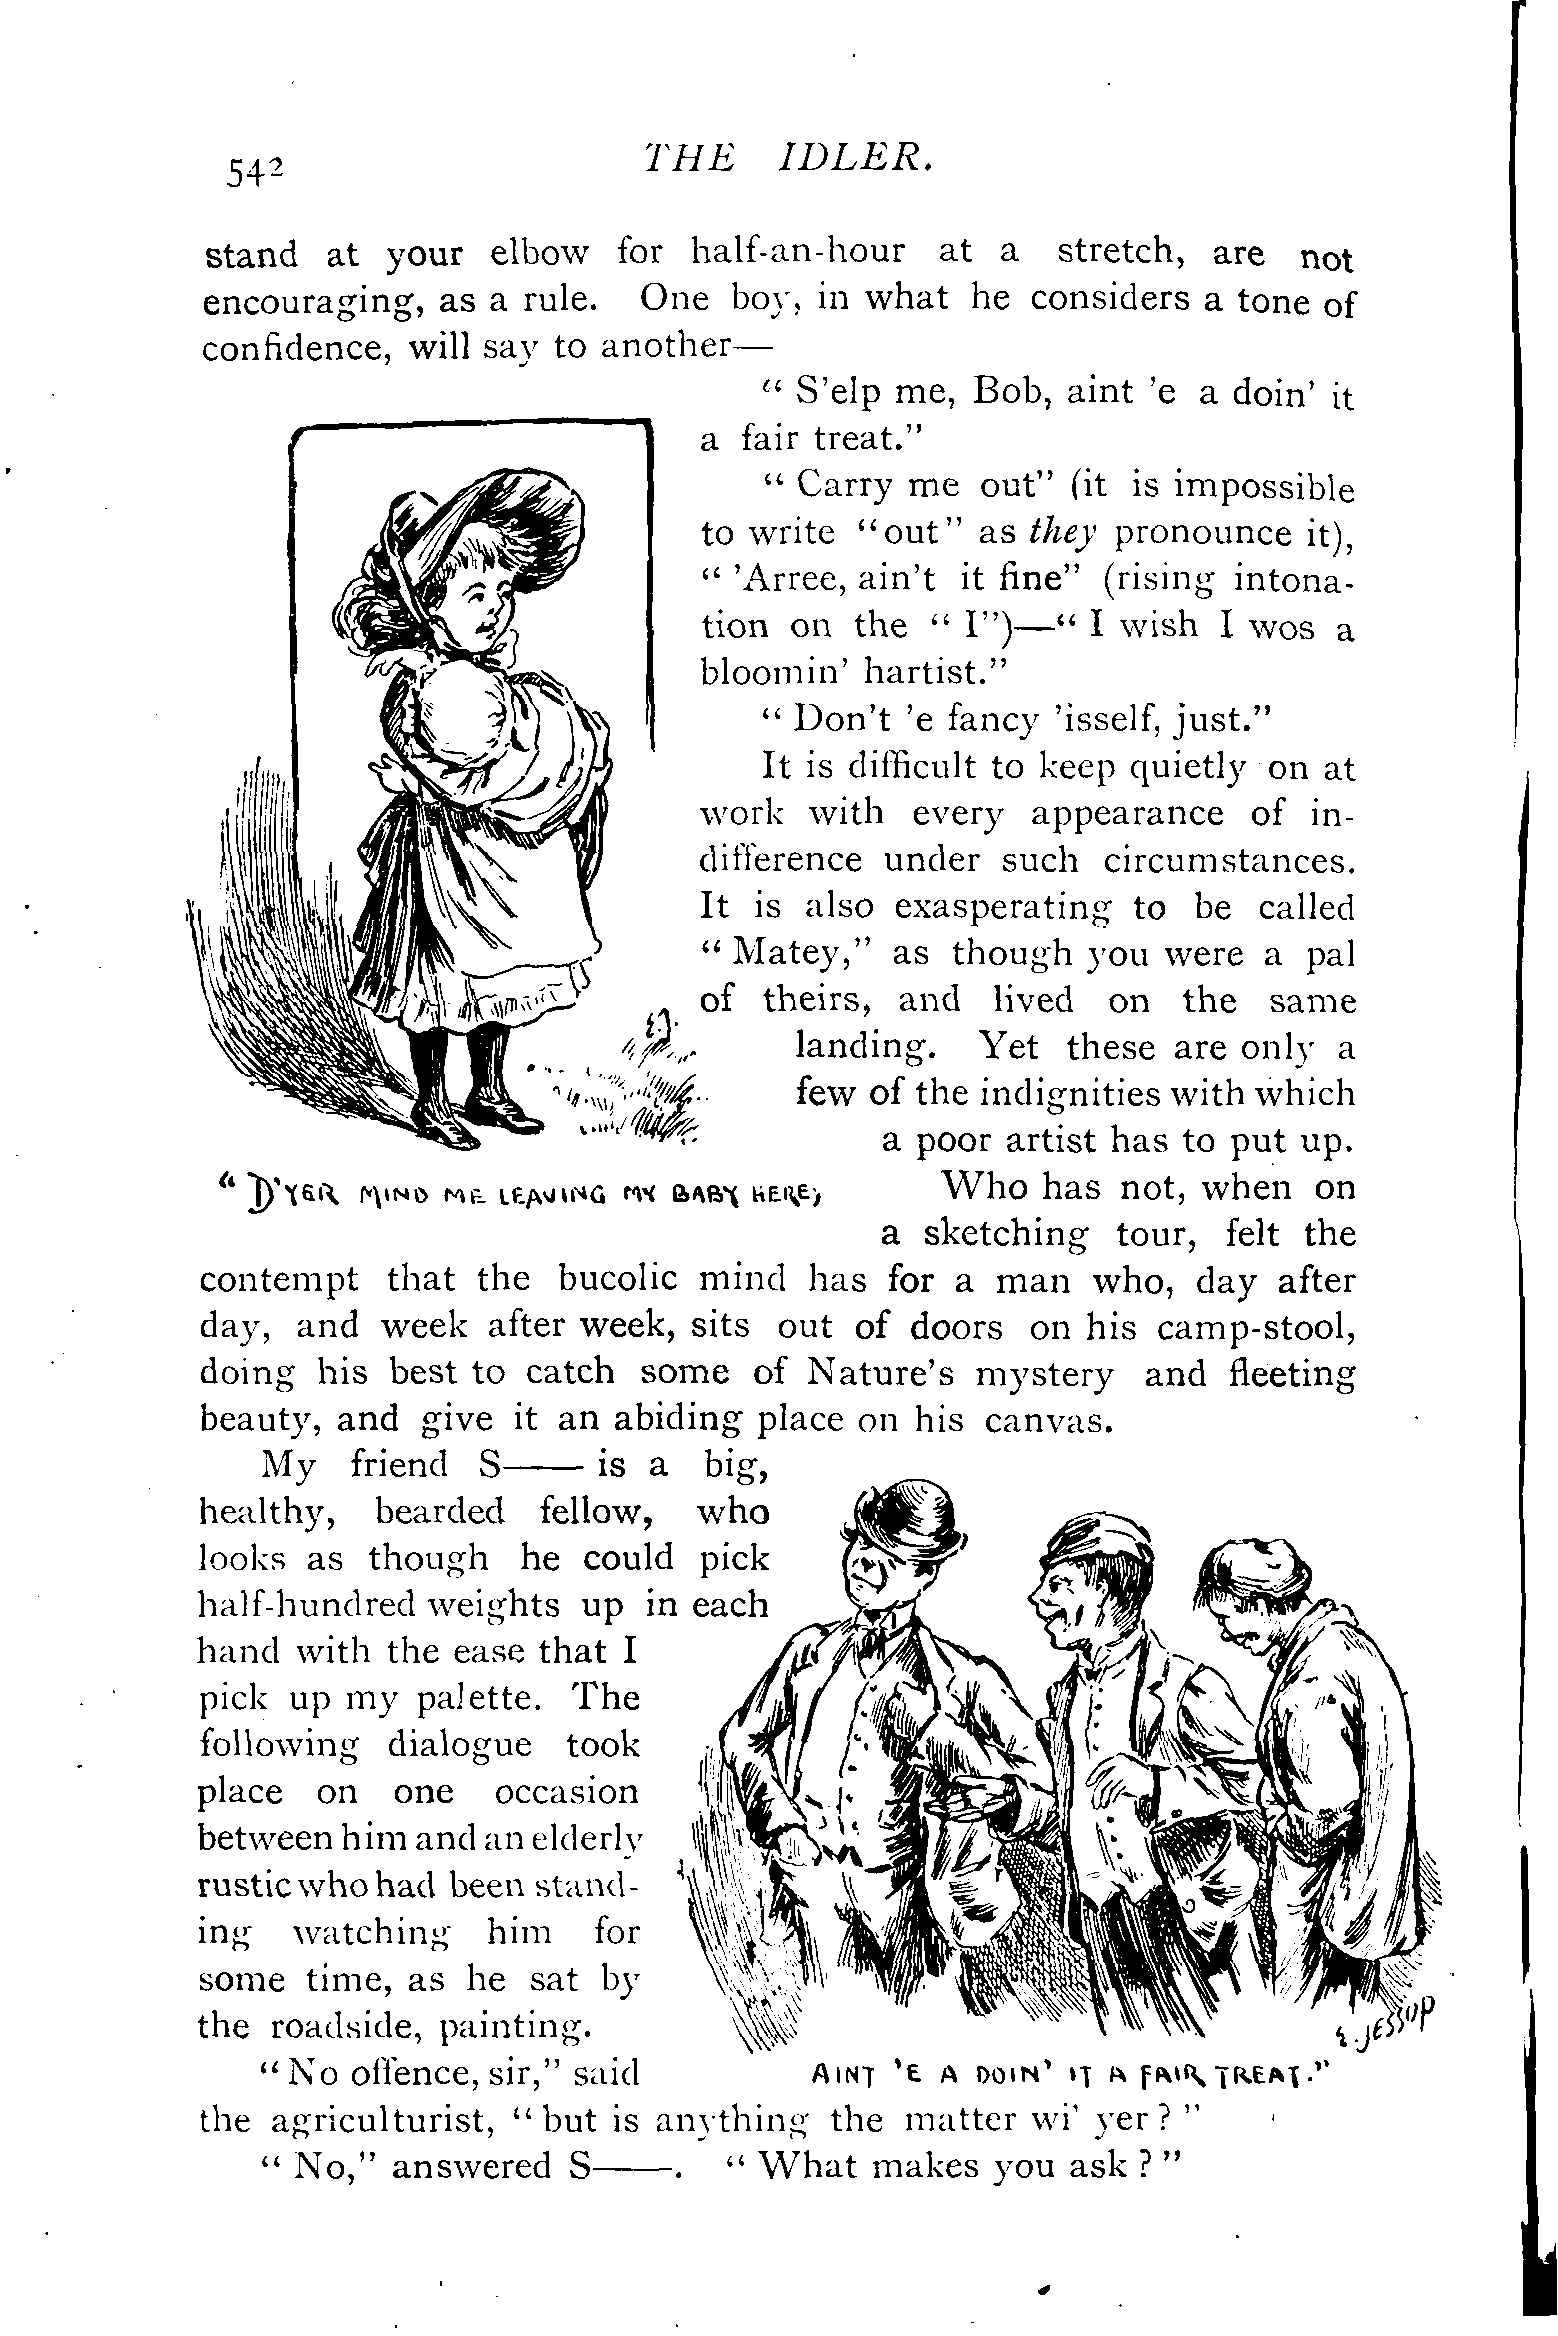 542
THE IDLER.
stand at your elbow for half-an-hour at a stretch, are not
encouraging, as a rule. One boy, in what he considers a tone of
confidence, will say to another—
“ S’elp me, Bob, aint ’e a doin’ it
a fair treat.”
“ Carry me out” (it is impossible
to write “out” as they pronounce it),
“ ’Arree, ain’t it fine” (rising intona-
tion on the “ I”)—“ I wish I wos a
bloomin’ hartist.”
“ Don’t ’e fancy ’isself, just.”
It is difficult to keep quietly on at
work with every appearance of in-
difference under such circumstances.
It is also exasperating to be called
“ Matey,” as though you were a pal
of theirs, and lived on the same
landing. Yet these are only a
few of the indignities with which
a poor artist has to put up.
E.J.
“ D’YER MIND ME LEAVING MY BABY HERE;
Who has not, when on
a sketching tour, felt the
contempt that the bucolic mind has for a man who, day after
day, and week after week, sits out of doors on his camp-stool,
doing his best to catch some of Nature’s mystery and fleeting
beauty, and give it an abiding place on his canvas.
My friend S—— is a big,
healthy, bearded fellow, who
looks as though he could pick
half-hundred weights up in each
hand with the ease that I
pick up my palette. The
following dialogue took
place on one occasion
between him and an elderly
rustic who had been stand-
ing watching him for
some time, as he sat by
the roadside, painting.
E. JESSOP
AINT ’E A DOIN’ IT A FAIR TREAT.”
“ No offence, sir,” said
the agriculturist, “ but is anything the matter wi’ yer ? ”
“ No,” answered S——. “ What makes you ask ? ”